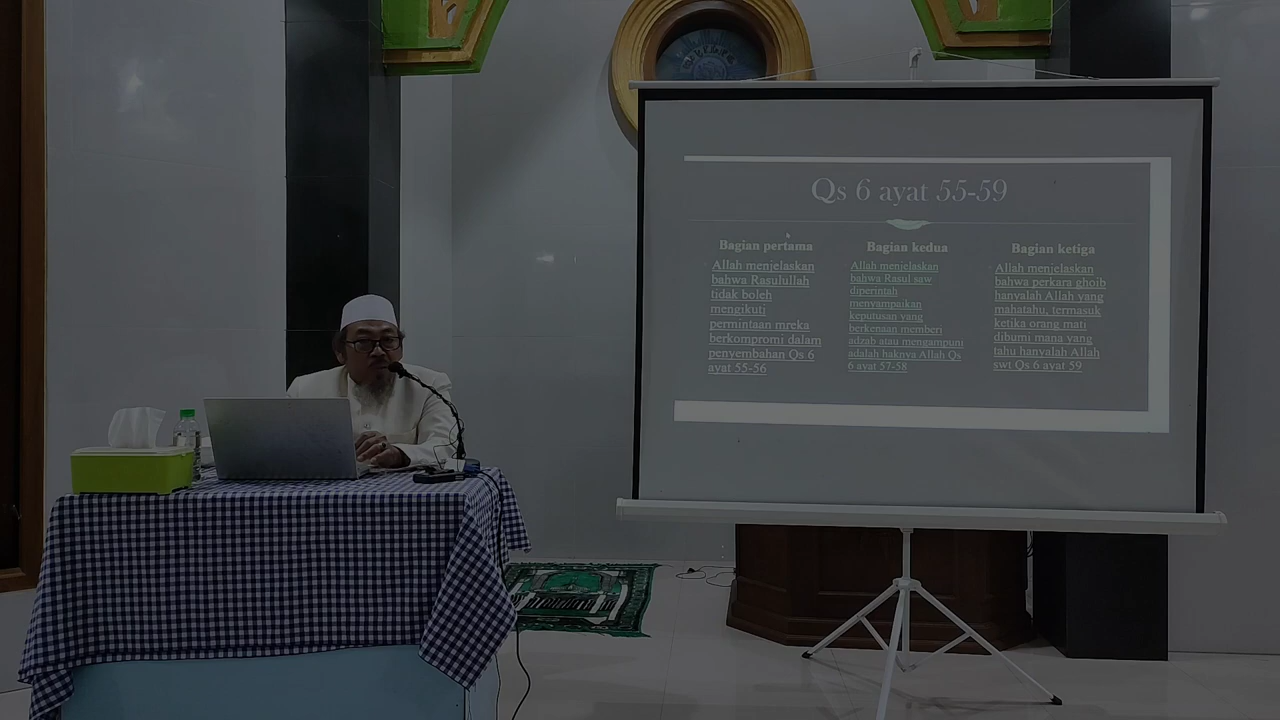 Qs 6 ayat 55-59
Bagian pertama
Allah menjelaskan
bahwa Rasulullah
tidak boleh
mengikuti
permintaan mreka
berkompromi dalam
penyembahan Qs 6
ayat 55-56
Bagian kedua
Allah menjelaskan
bahwa Rasul saw
diperintah
menyampaikan
keputusan yang
berkenaan memberi
adzab atau mengampuni
adalah haknya Allah Qs
6 ayat 57-58
Bagian ketiga
Allah menjelaskan
bahwa perkara ghoib
hanyalah Allah yang
mahatahu, termasuk
ketika orang mati
dibumi mana yang
tahu hanyalah Allah
swt Qs 6 ayat 59